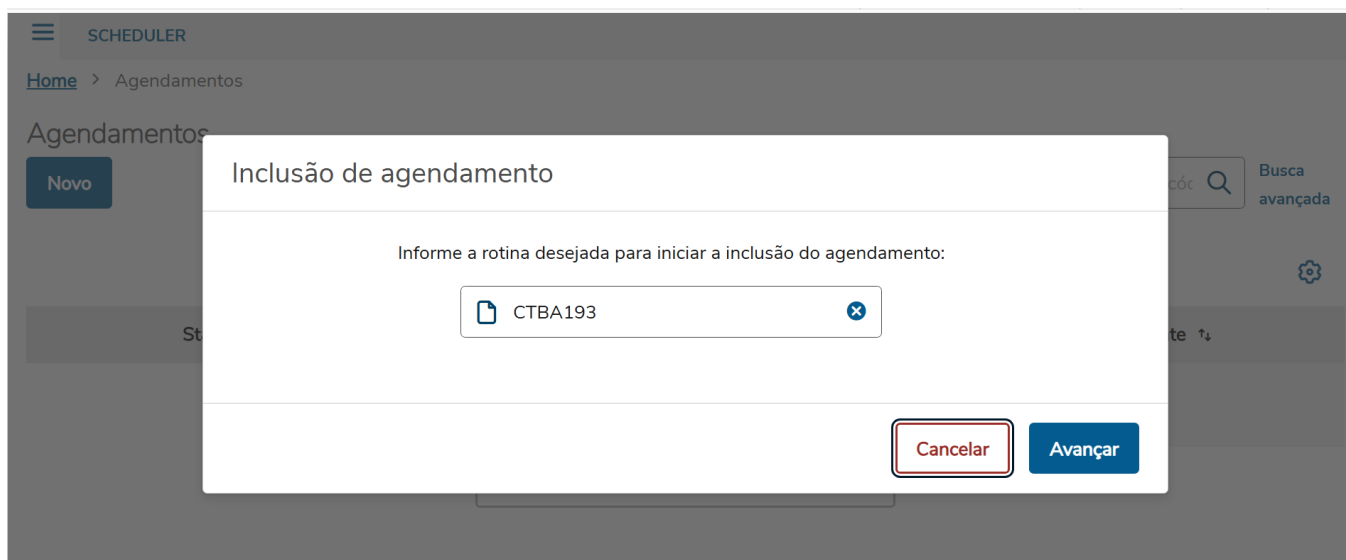 SCHEDULER
Home > Agendamentos
Agendamentos
Novo
Busca
avançada
Inclusão de agendamento
Informe a rotina desejada para iniciar a inclusão do agendamento:
CTBA193
Cancelar
Avançar